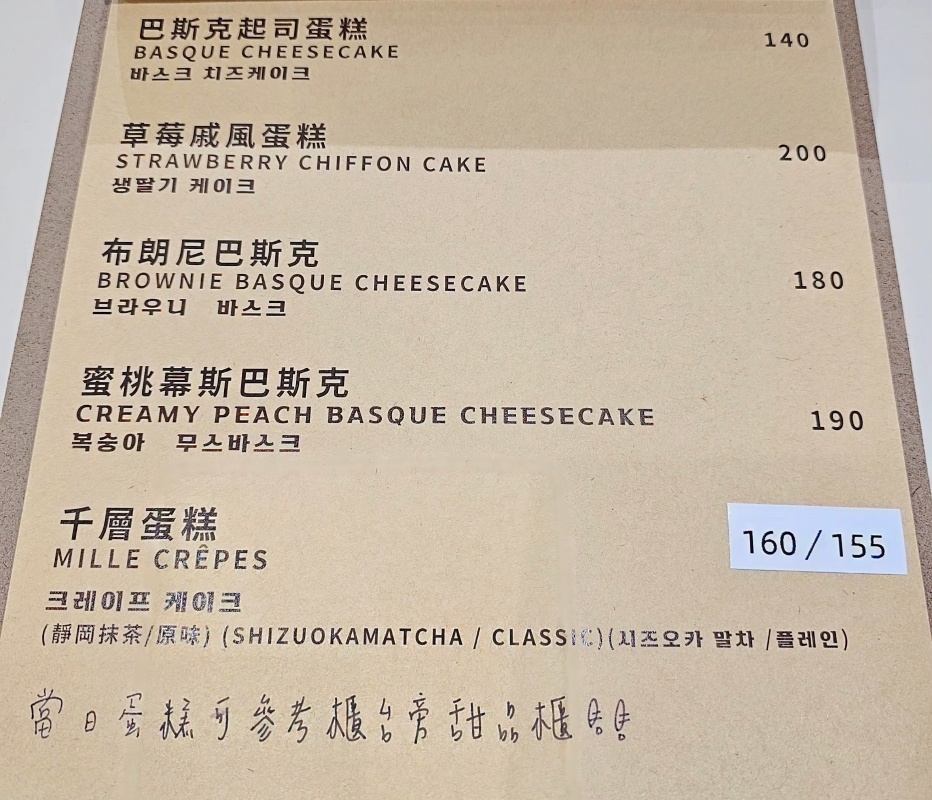 巴斯克起司蛋糕
BASQUE CHEESECAKE 140
바스크 치즈케이크
草莓戚風蛋糕
STRAWBERRY CHIFFON CAKE 200
생딸기 케이크
布朗尼巴斯克
BROWNIE BASQUE CHEESECAKE 180
브라우니 바스크
蜜桃幕斯巴斯克
CREAMY PEACH BASQUE CHEESECAKE 190
복숭아 무스바스크
千層蛋糕
MILLE CRÊPES 160/155
크레이프 케이크
(靜岡抹茶/原味) (SHIZUOKAMATCHA / CLASSIC)(시즈오카 말차 /플레인)
當日蛋糕可參考櫃台旁甜品櫃